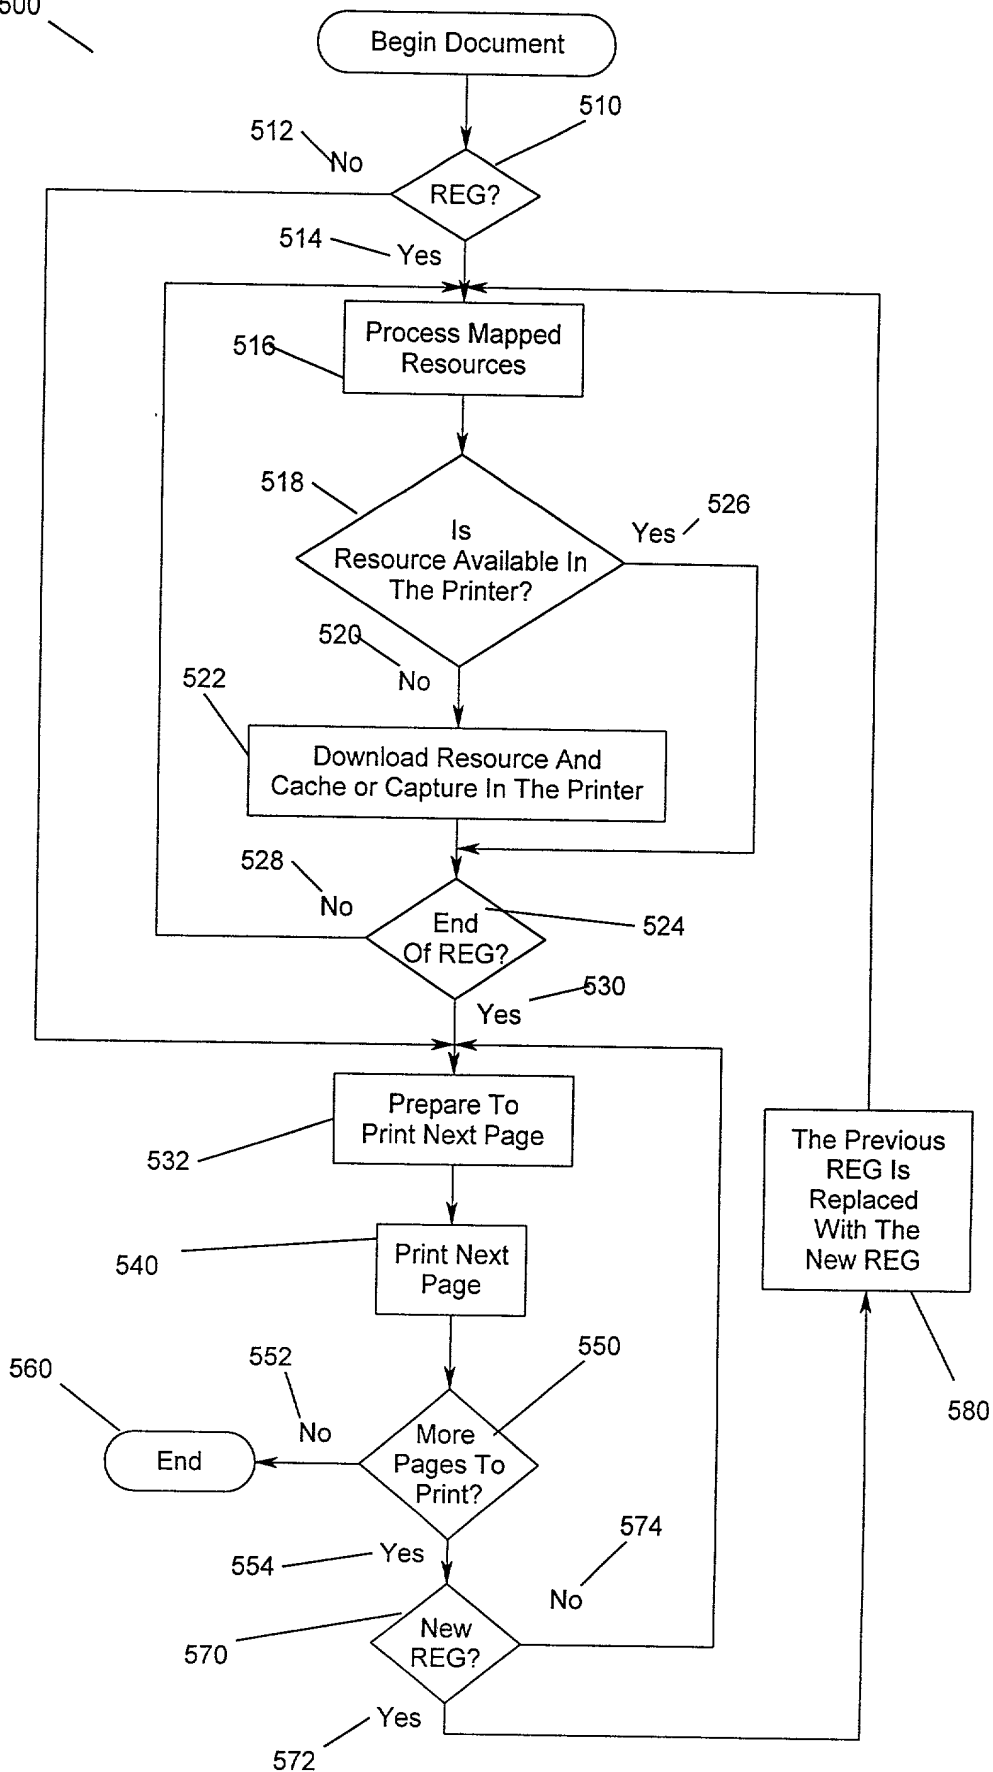 500
Begin Document
510
512
No
REG?
514
Yes
Process Mapped
Resources
516
518
526
Yes
Is
Resource Available In
The Printer?
520
No
522
Download Resource And
Cache or Capture In The Printer
528
No
End
Of REG?
524
530
Yes
Prepare To
Print Next Page
532
The Previous
REG Is
Replaced
With The
New REG
540
Print Next
Page
550
552
560
580
No
More
Pages To
Print?
End
574
554
Yes
No
New
REG?
570
Yes
572